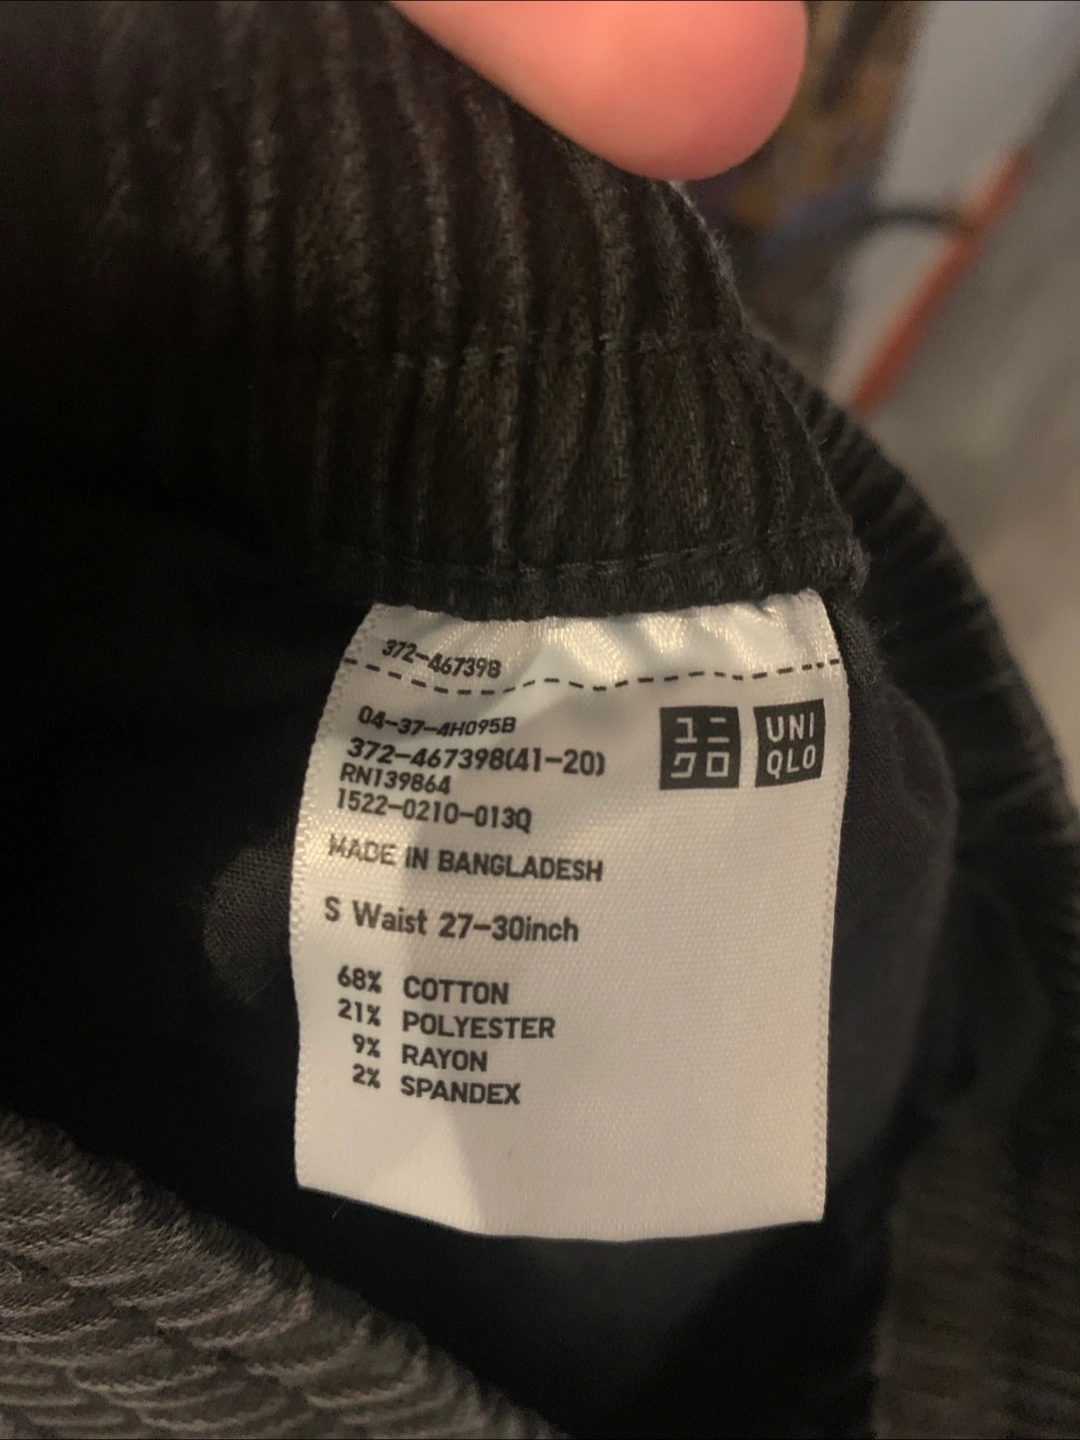 372-467398
04-37-4H095B
372-467398(41-20)
RN139864
1522-0210-013Q
MADE IN BANGLADESH
S Waist 27-30inch
68% COTTON
21% POLYESTER
9% RAYON
2% SPANDEX
ユニ
クロ
UNI
QLO